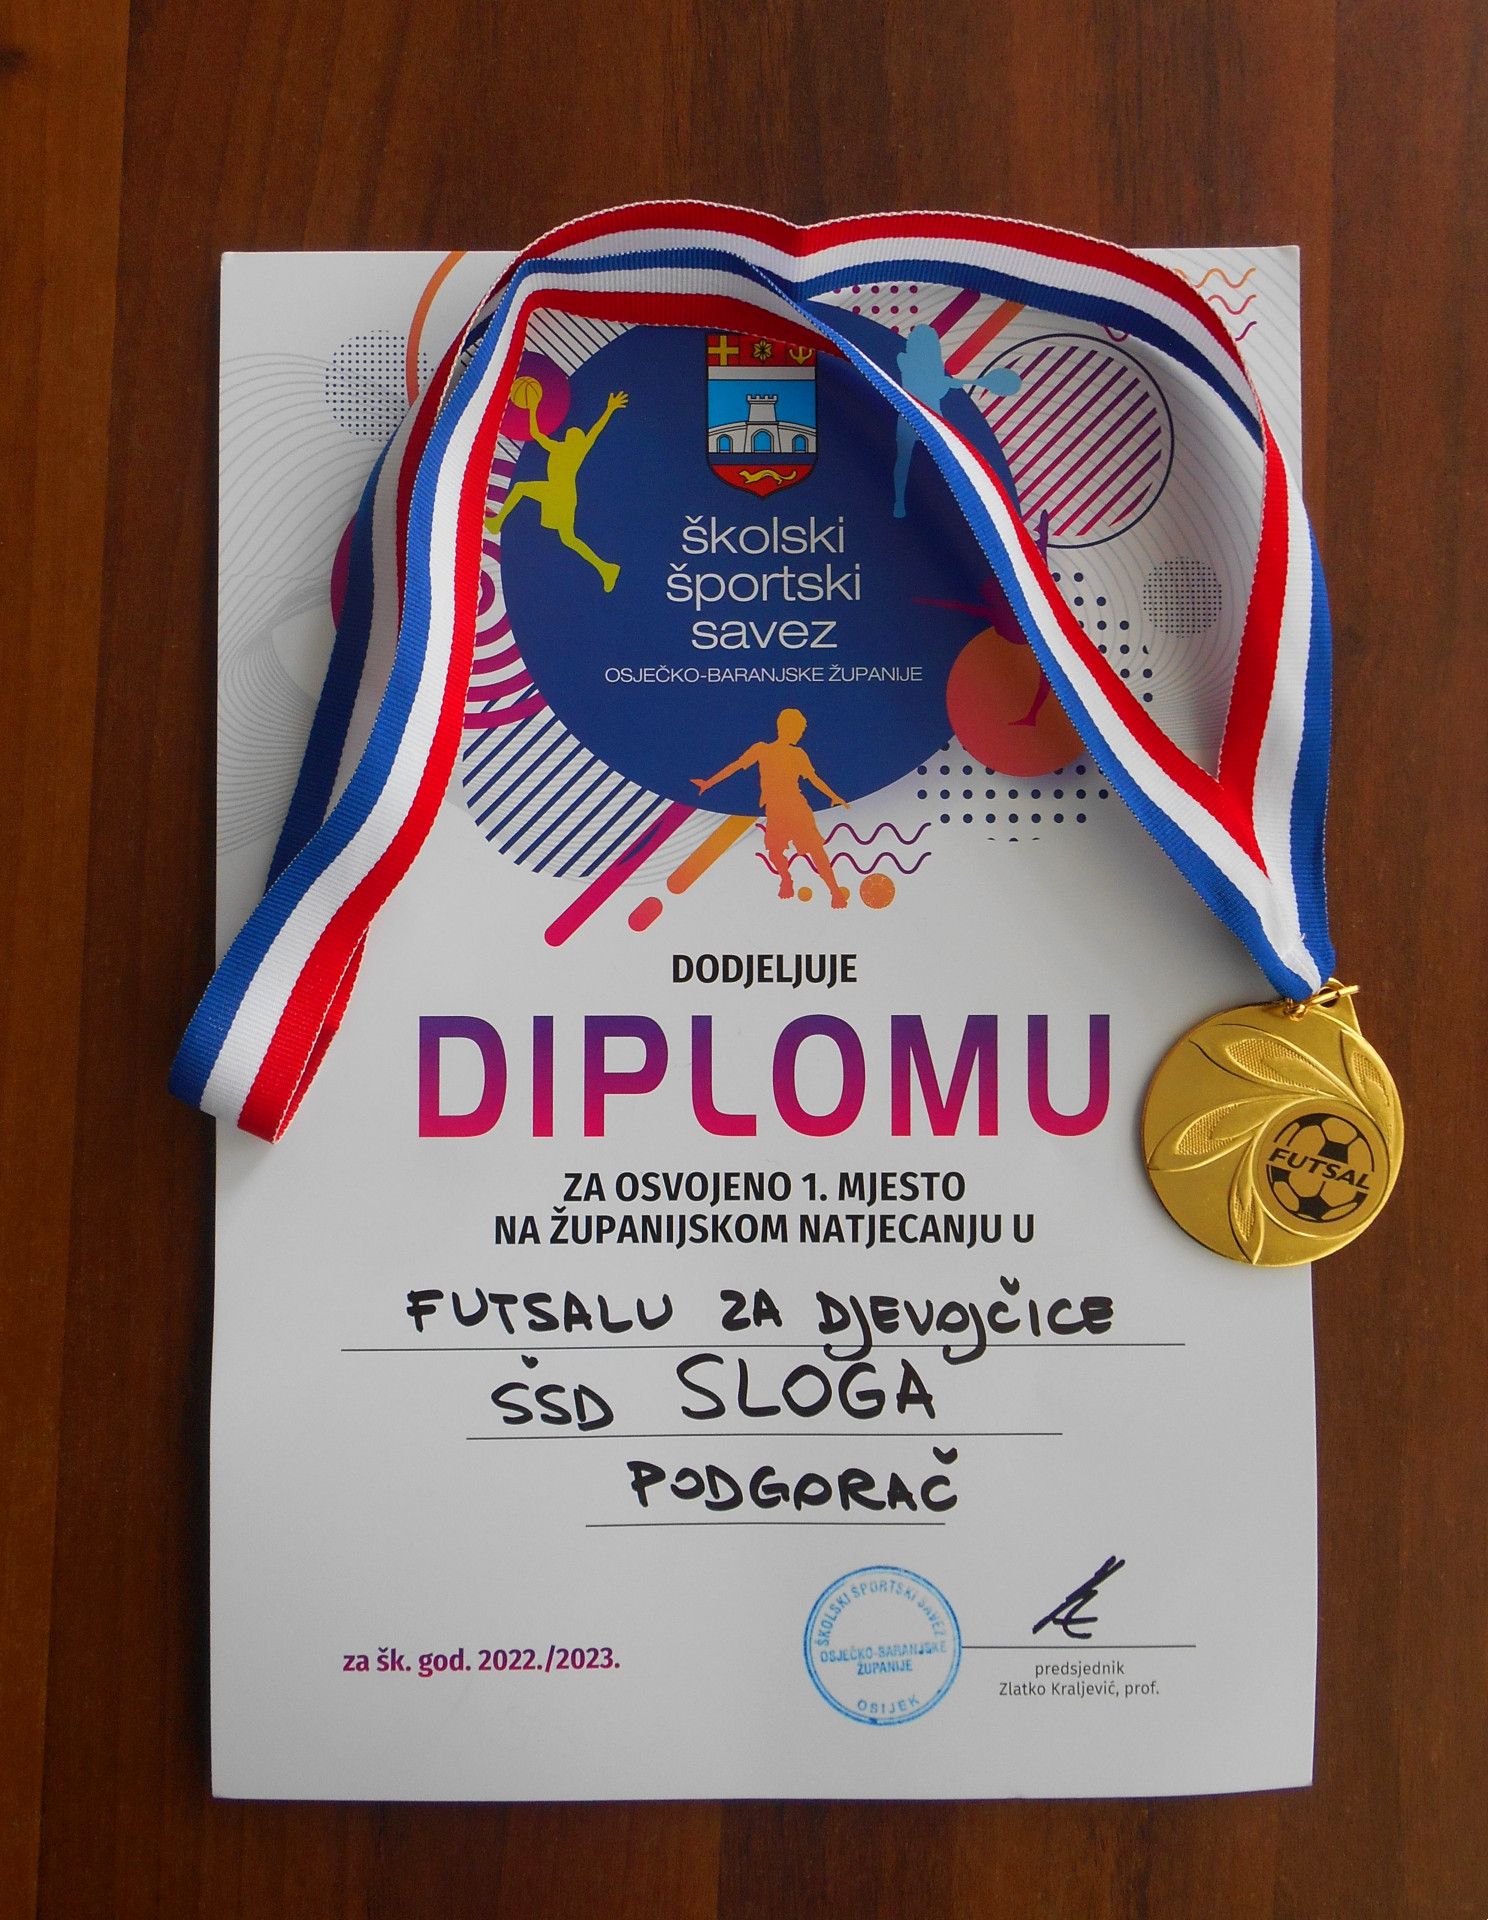 školski
športski
savez
OSJEČKO-BARANJSKE ŽUPANIJE
DODJELJUJE
DIPLOMU
ZA OSVOJENO 1. MJESTO
NA ŽUPANIJSKOM NATJECANJU U
FUTSAL
FUTSALU ZA DJEVOJČICE
ŠSD SLOGA
PODGORAČ
ŠKOLSKI ŠPORTSKI SAVEZ
OSJEČKO-BARANJSKE
ŽUPANIJE
OSIJEK
za šk. god. 2022./2023.
predsjednik
Zlatko Kraljević, prof.